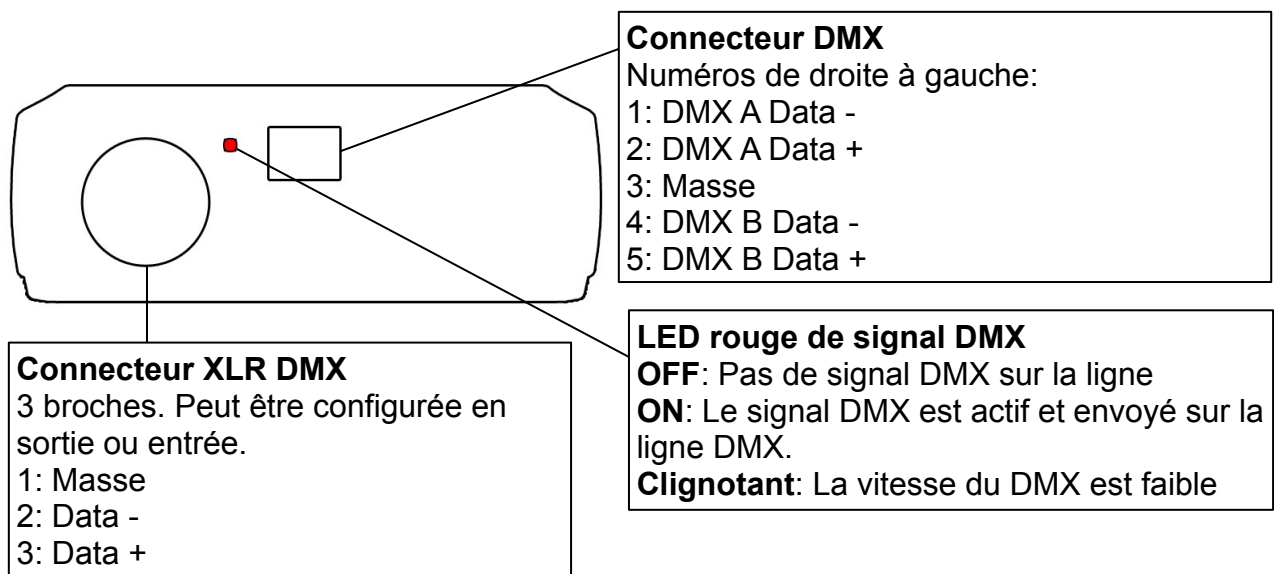 Connecteur DMX
Numéros de droite à gauche:
1: DMX A Data -
2: DMX A Data +
3: Masse
4: DMX B Data -
5: DMX B Data +
LED rouge de signal DMX
OFF: Pas de signal DMX sur la ligne
ON: Le signal DMX est actif et envoyé sur la
ligne DMX.
Clignotant: La vitesse du DMX est faible
Connecteur XLR DMX
3 broches. Peut être configurée en
sortie ou entrée.
1: Masse
2: Data -
3: Data +